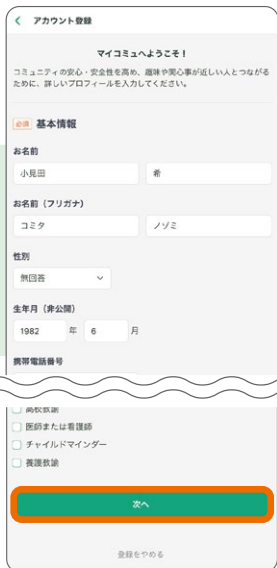 アカウント登録
マイコミュへようこそ！
コミュニティの安心・安全性を高め、趣味や関心事が近しい人とつながる
ために、詳しいプロフィールを入力してください。
必須 基本情報
お名前
小見田 希
お名前（フリガナ）
コミタ ノゾミ
性別
無回答
生年月（非公開）
1982 年 6 月
携帯電話番号
高校教諭
医師または看護師
チャイルドマインダー
養護教諭
次へ
登録をやめる